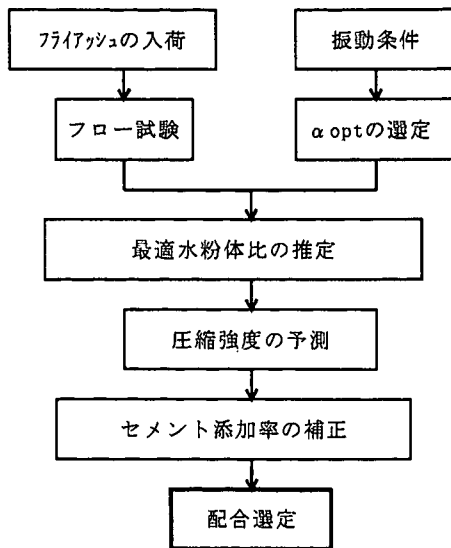 フライアッシュの入荷
振動条件
フロー試験
αoptの選定
最適水粉体比の推定
圧縮強度の予測
セメント添加率の補正
配合選定